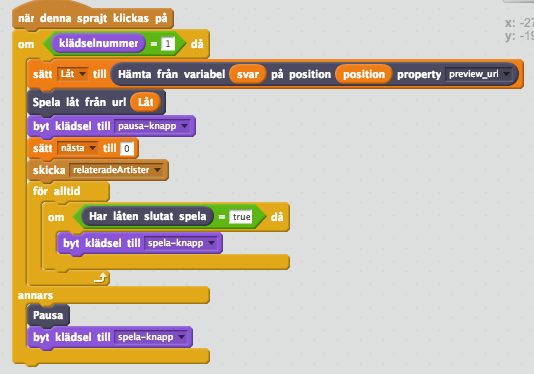 när denna sprajt klickas på
om klädselnummer = 1 då
sätt Låt till Hämta från variabel svar på position position property preview_url
Spela låt från url Låt
byt klädsel till pausa-knapp
sätt nästa till 0
skicka relateradeArtister
för alltid
om Har låten slutat spela = true då
byt klädsel till spela-knapp
annars
Pausa
byt klädsel till spela-knapp
x: -2
y: -19